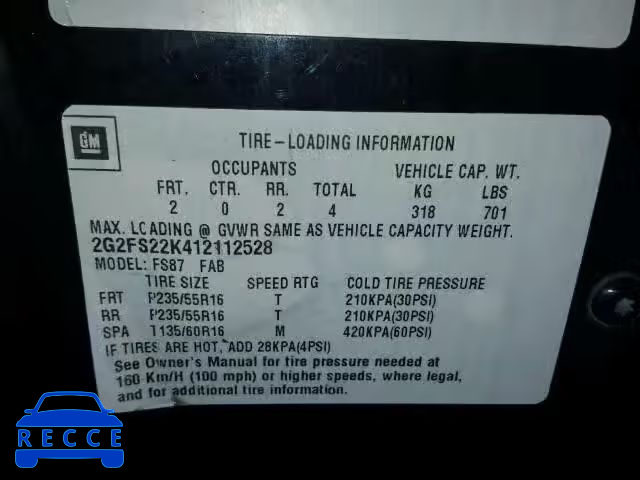 GM
TIRE-LOADING INFORMATION
OCCUPANTS VEHICLE CAP. WT.
FRT. CTR. RR. TOTAL KG LBS
2 0 2 4 318 701
MAX. LOADING @ GVWR SAME AS VEHICLE CAPACITY WEIGHT.
2G2FS22K412112528
MODEL: FS87 FAB
TIRE SIZE SPEED RTG COLD TIRE PRESSURE
FRT P235/55R16 T 210KPA(30PSI)
RR P235/55R16 T 210KPA(30PSI)
SPA T135/60R16 M 420KPA(60PSI)
IF TIRES ARE HOT, ADD 28KPA(4PSI)
See Owner's Manual for tire pressure needed at
160 Km/H (100 mph) or higher speeds, where legal,
and for additional tire information.
RECCE